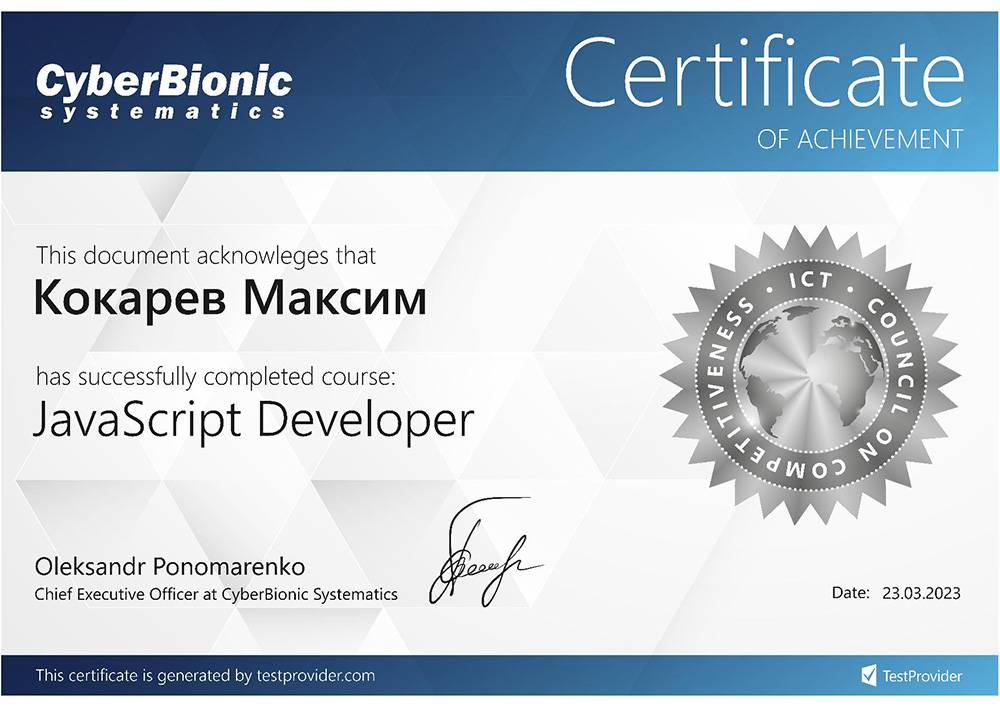 CyberBionic
systematics
Certificate
OF ACHIEVEMENT
This document acknowleges that
Кокарев Максим
has successfully completed course:
JavaScript Developer
ICT • COUNCIL ON COMPETITIVENESS •
Oleksandr Ponomarenko
Chief Executive Officer at CyberBionic Systematics
Date: 23.03.2023
This certificate is generated by testprovider.com
TestProvider